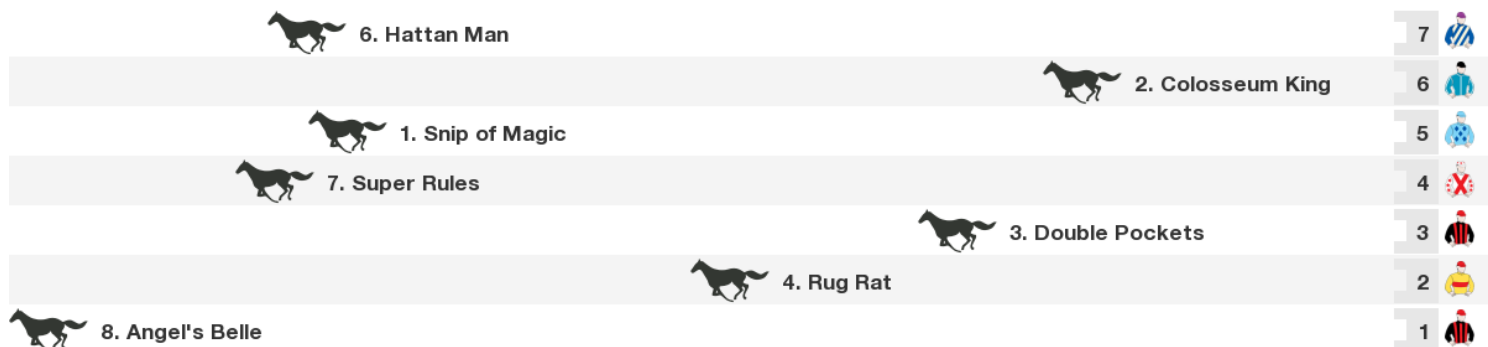 6. Hattan Man 7
2. Colosseum King 6
1. Snip of Magic 5
7. Super Rules 4
3. Double Pockets 3
4. Rug Rat 2
8. Angel's Belle 1